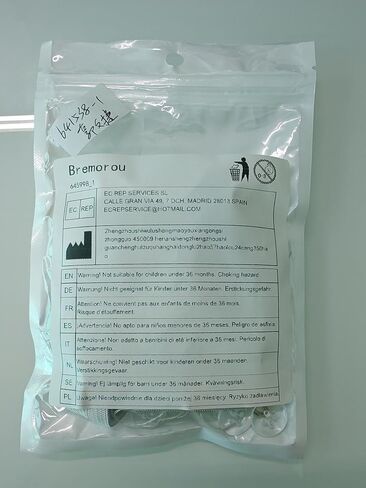 641538-1
Bremorou
645998_1
EC REP
EC REP SERVICES SL
CALLE GRAN VIA 49, 7 DCH, MADRID 28013 SPAIN
ECREPSERVICE@HOTMAIL.COM
zhongguo 450009 henanshengzhengzhoushi
EN Warning! Not suitable for children under 36 months. Choking hazard.
DE Warnung! Nicht geeignet für Kinder unter 36 Monaten. Erstickungsgefahr.
FR Attention! Ne convient pas aux enfants de moins de 36 mois.
Risque d'étouffement.
ES ¡Advertencia! No apto para niños menores de 36 meses. Peligro de asfixia.
IT Attenzione! Non adatto a bambini di età inferiore a 36 mesi. Pericolo di
soffocamento.
NL Waarschuwing! Niet geschikt voor kinderen onder 36 maanden.
Verstikkingsgevaar.
SE Varning! Ej lämplig för barn under 36 månader. Kvävningsrisk.
PL Uwaga! Nieodpowiednie dla dzieci poniżej 36 miesięcy. Ryzyko zadławienia.